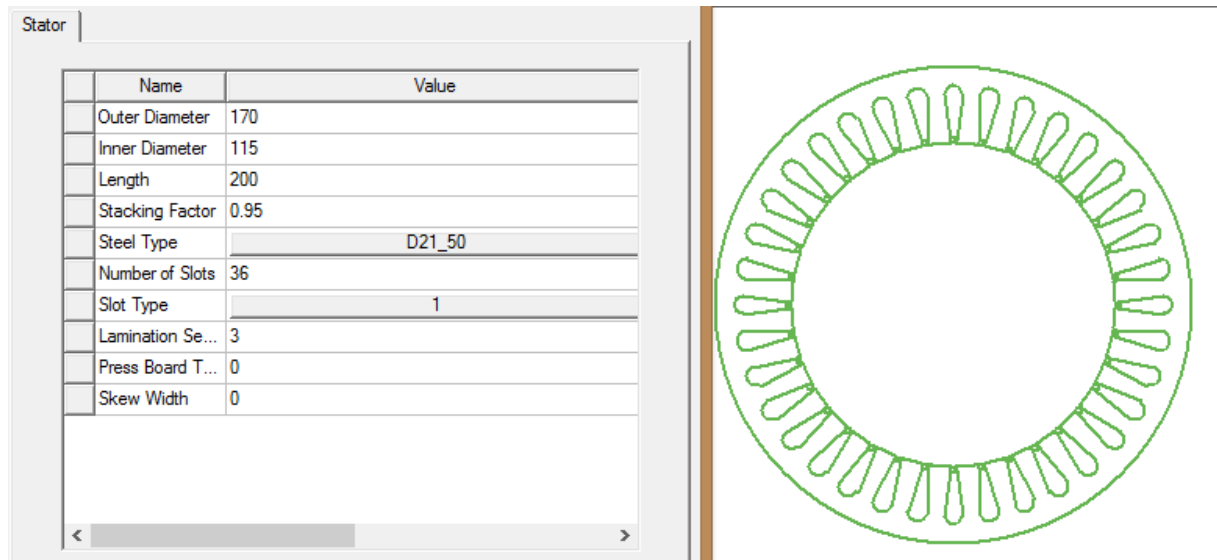 Stator
Name Value
Outer Diameter 170
Inner Diameter 115
Length 200
Stacking Factor 0.95
Steel Type D21_50
Number of Slots 36
Slot Type 1
Lamination Se... 3
Press Board T... 0
Skew Width 0